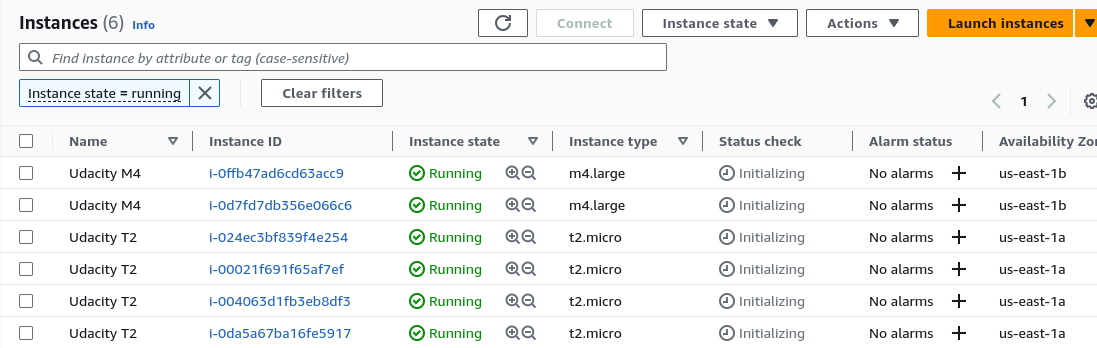 Instances (6) Info Connect Instance state Actions Launch instances
Find instance by attribute or tag (case-sensitive)
Instance state = running Clear filters
1
Name Instance ID Instance state Instance type Status check Alarm status Availability Zo
Udacity M4 i-0ffb47ad6cd63acc9 Running m4.large Initializing No alarms us-east-1b
Udacity M4 i-0d7fd7db356e066c6 Running m4.large Initializing No alarms us-east-1b
Udacity T2 i-024ec3bf839f4e254 Running t2.micro Initializing No alarms us-east-1a
Udacity T2 i-00021f691f65af7ef Running t2.micro Initializing No alarms us-east-1a
Udacity T2 i-004063d1fb3eb8df3 Running t2.micro Initializing No alarms us-east-1a
Udacity T2 i-0da5a67ba16fe5917 Running t2.micro Initializing No alarms us-east-1a